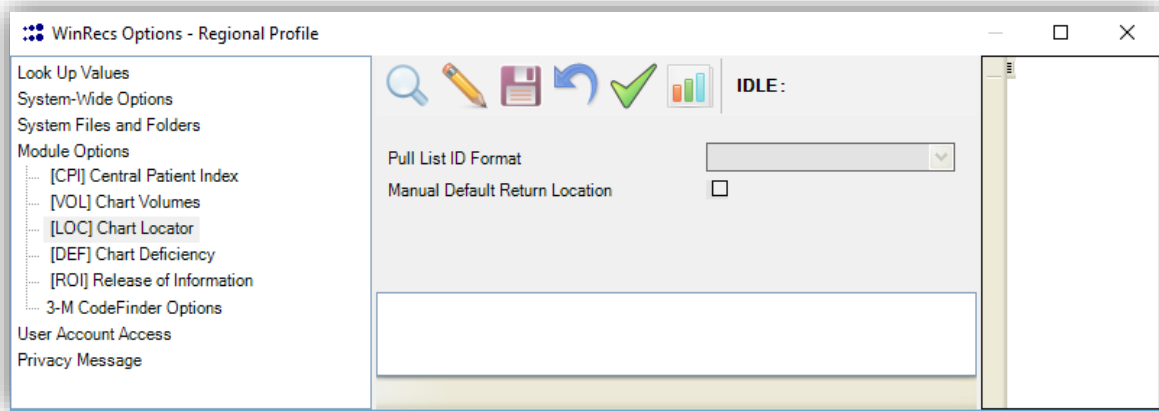 WinRecs Options - Regional Profile
Look Up Values
System-Wide Options
System Files and Folders
Module Options
[CPI] Central Patient Index
[VOL] Chart Volumes
[LOC] Chart Locator
[DEF] Chart Deficiency
[ROI] Release of Information
3-M CodeFinder Options
User Account Access
Privacy Message
IDLE:
Pull List ID Format
Manual Default Return Location